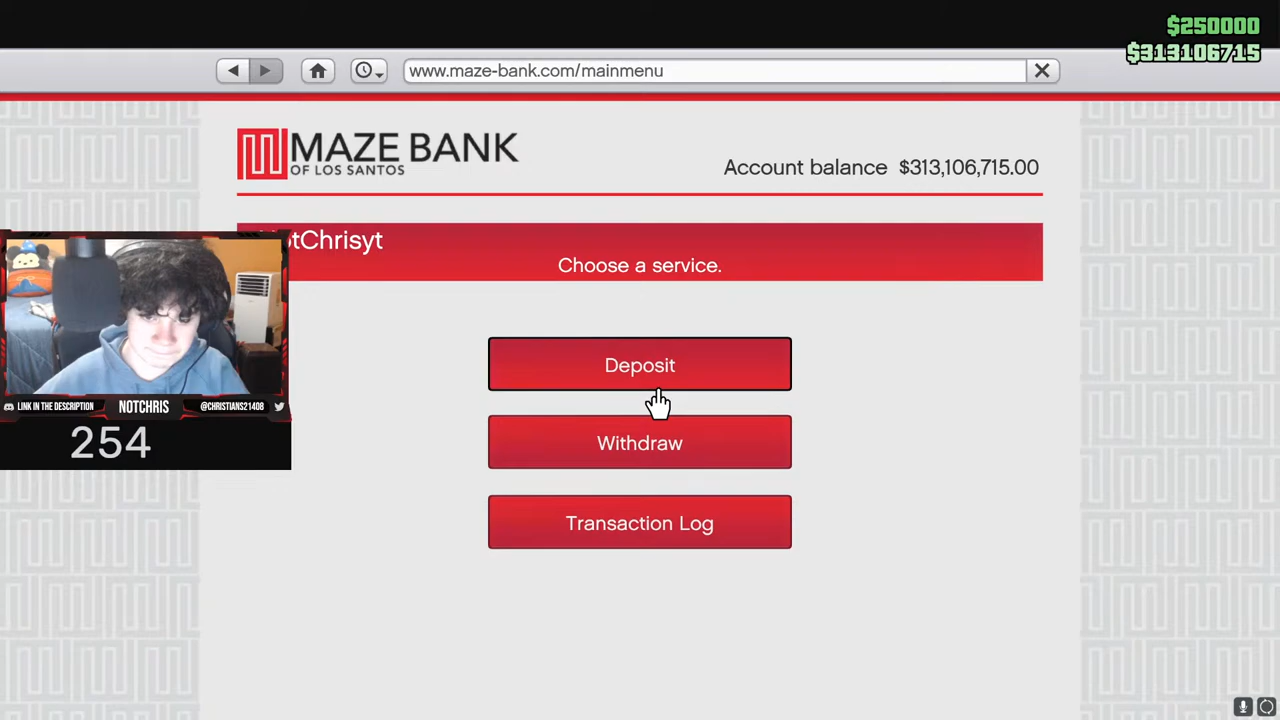 $250000
$313106715
www.maze-bank.com/mainmenu
MAZE BANK
OF LOS SANTOS
Account balance $313,106,715.00
otChrisyt
Choose a service.
Deposit
Withdraw
Transaction Log
LINK IN THE DESCRIPTION
NOTCHRIS
@CHRISTIANS21408
254